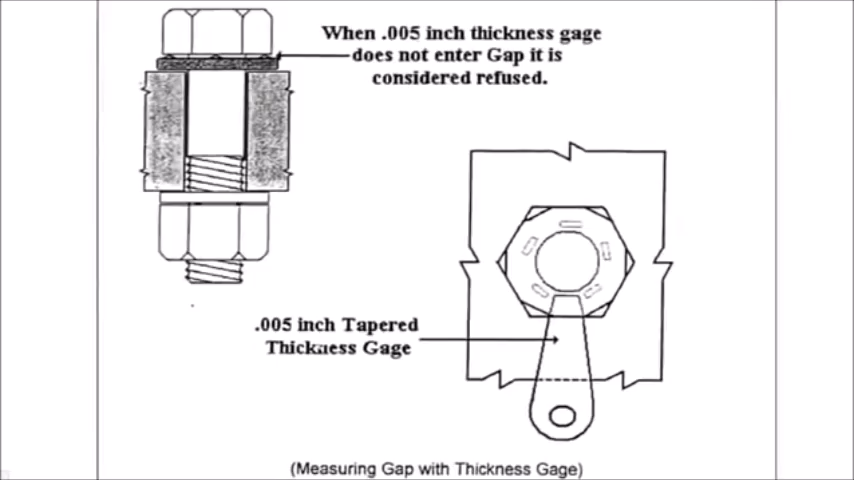 When .005 inch thickness gage
does not enter Gap it is
considered refused.
.005 inch Tapered
Thickness Gage
(Measuring Gap with Thickness Gage)